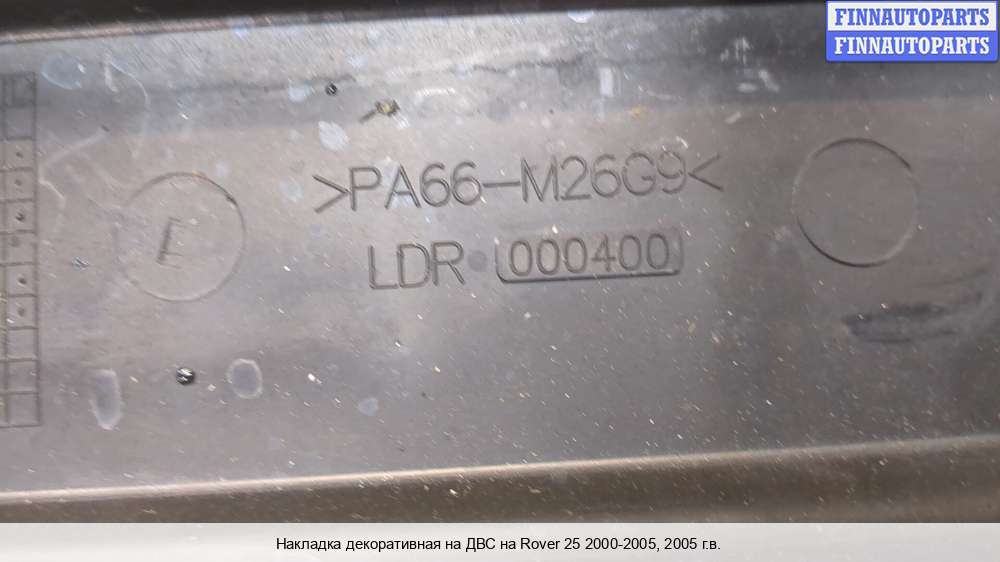 FINNAUTOPARTS
FINNAUTOPARTS
>PA66-M26G9<
LDR 000400
E
Накладка декоративная на ДВС на Rover 25 2000-2005, 2005 г.в.